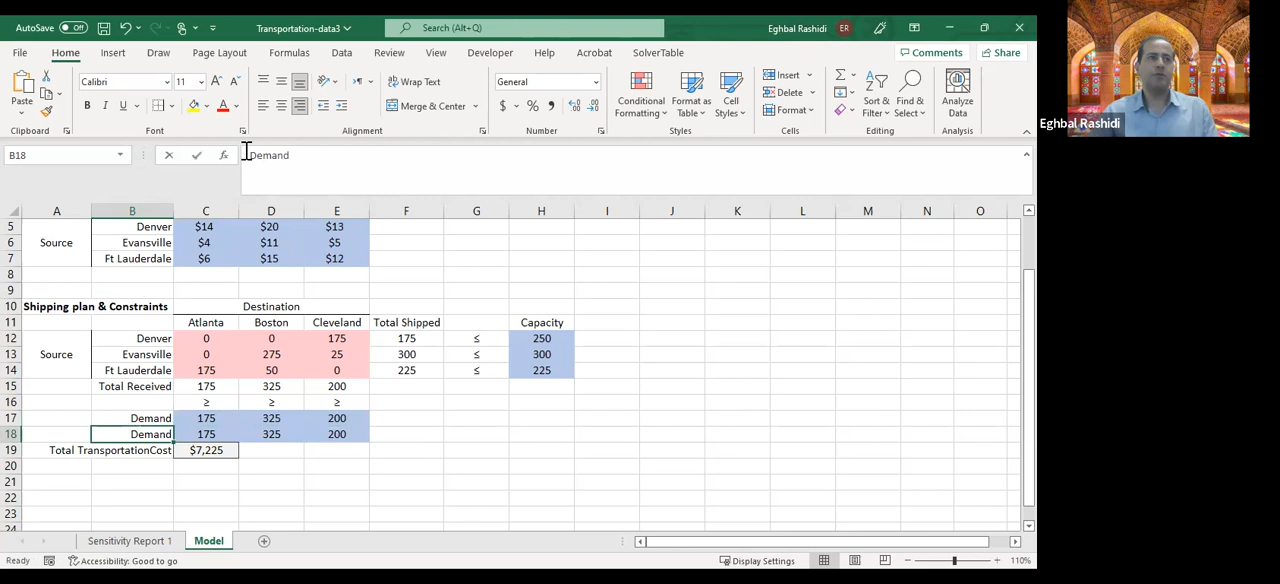 AutoSave Off Transportation-data3 Search (Alt+Q) Eghbal Rashidi ER
File Home Insert Draw Page Layout Formulas Data Review View Developer Help Acrobat SolverTable Comments Share
Paste Calibri 11 A A Wrap Text General Conditional Formatting Format as Table Cell Styles Insert Delete Format Sort & Filter Find & Select Analyze Data
B I U A Merge & Center $ % 9
Clipboard Font Alignment Number Styles Cells Editing Analysis
Eghbal Rashidi
B18 fx Demand
A B C D E F G H I J K L M N O
5 Denver $14 $20 $13
6 Source Evansville $4 $11 $5
7 Ft Lauderdale $6 $15 $12
8
9
10 Shipping plan & Constraints Destination
11 Atlanta Boston Cleveland Total Shipped Capacity
12 Denver 0 0 175 175 ≤ 250
13 Source Evansville 0 275 25 300 ≤ 300
14 Ft Lauderdale 175 50 0 225 ≤ 225
15 Total Received 175 325 200
16 ≥ ≥ ≥
17 Demand 175 325 200
18 Demand 175 325 200
19 Total TransportationCost $7,225
20
21
22
23
24
Sensitivity Report 1 Model
Ready Accessibility: Good to go Display Settings 110%